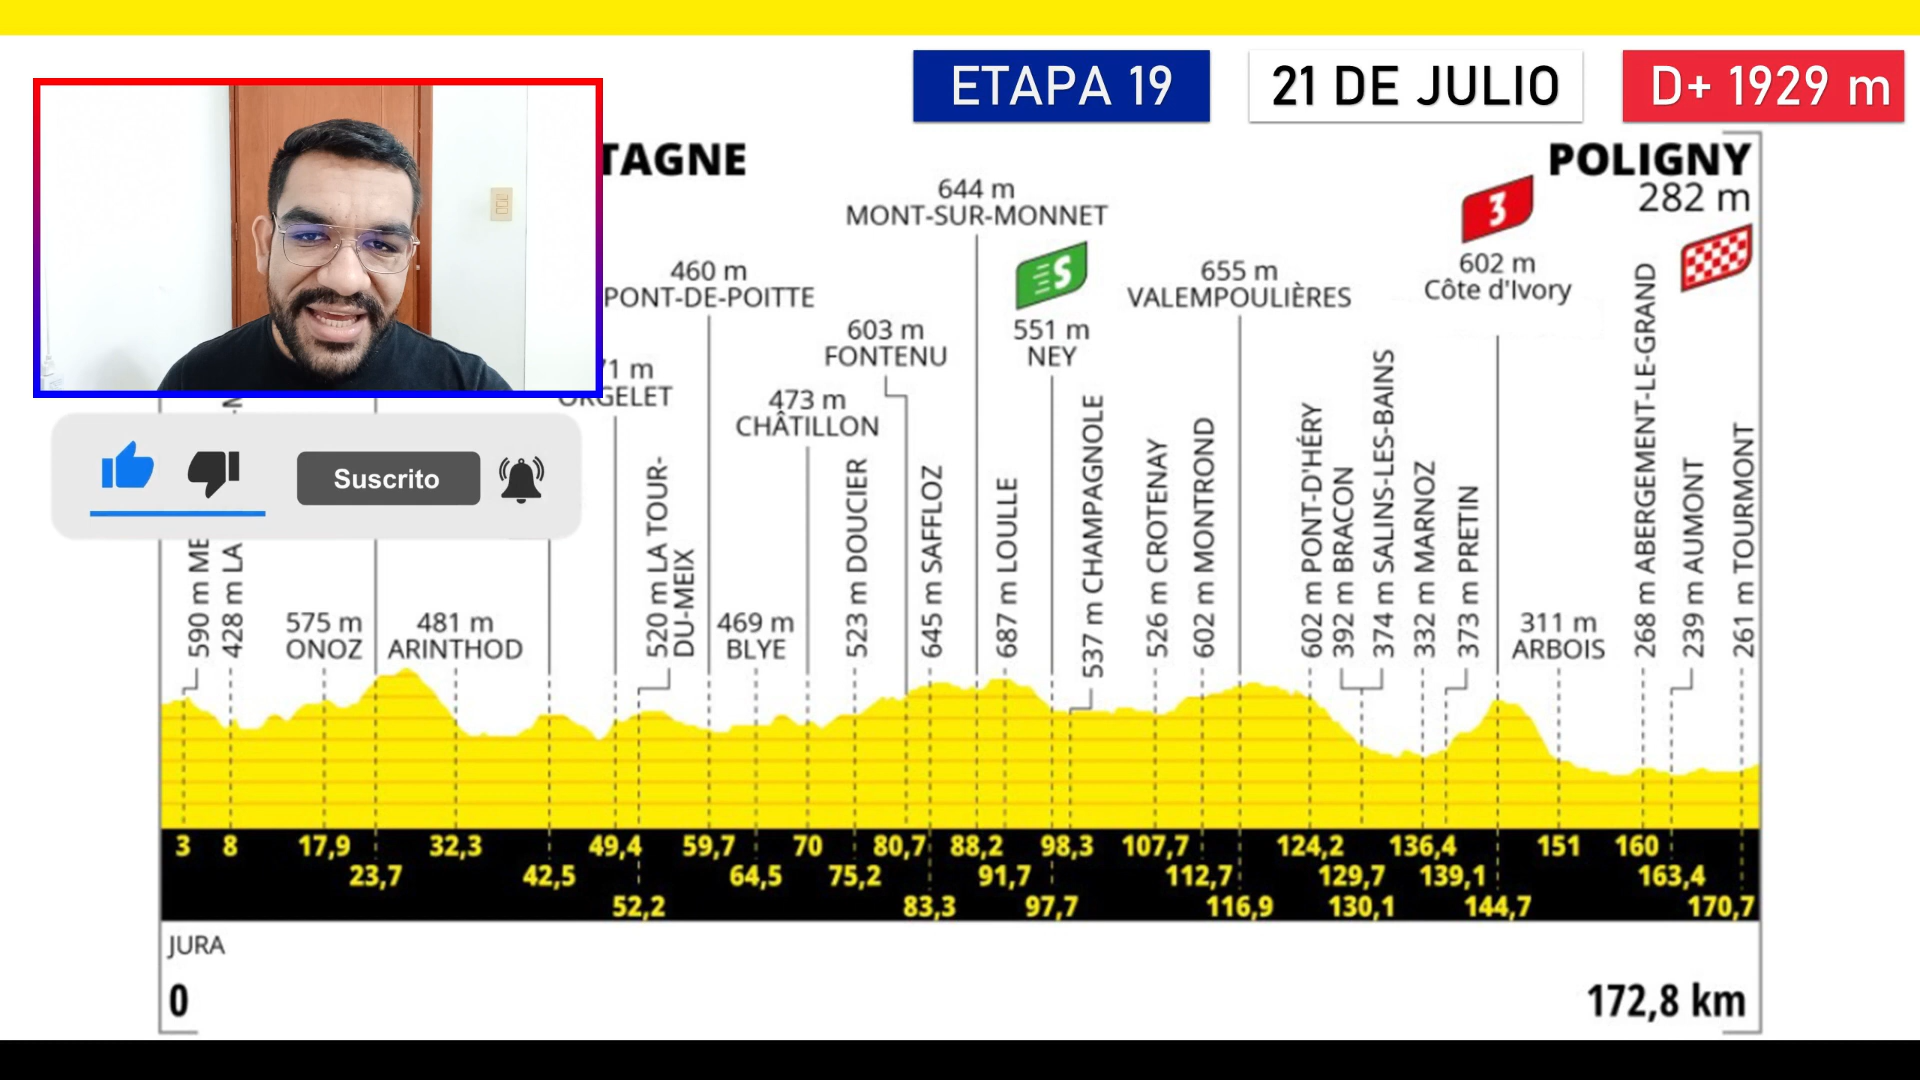 ETAPA 19
21 DE JULIO
D+ 1929 m
TAGNE
POLIGNY
282 m
3
602 m
Côte d'Ivory
644 m
MONT-SUR-MONNET
S
551 m
NEY
655 m
VALEMPOULIÈRES
460 m
PONT-DE-POITTE
603 m
FONTENU
473 m
CHÂTILLON
1 m
ORGELET
Suscrito
590 m ME
428 m LA
575 m
ONOZ
481 m
ARINTHOD
520 m LA TOUR-
DU-MEIX
469 m
BLYE
523 m DOUCIER
645 m SAFFLOZ
687 m LOULLE
537 m CHAMPAGNOLE
526 m CROTENAY
602 m MONTROND
602 m PONT-D'HÉRY
392 m BRACON
374 m SALINS-LES-BAINS
332 m MARNOZ
373 m PRETIN
311 m
ARBOIS
268 m ABERGEMENT-LE-GRAND
239 m AUMONT
261 m TOURMONT
3 8 17,9 32,3 49,4 59,7 70 80,7 88,2 98,3 107,7 124,2 136,4 151 160
23,7 42,5 64,5 75,2 91,7 112,7 129,7 139,1 163,4
52,2 83,3 97,7 116,9 130,1 144,7 170,7
JURA
0
172,8 km